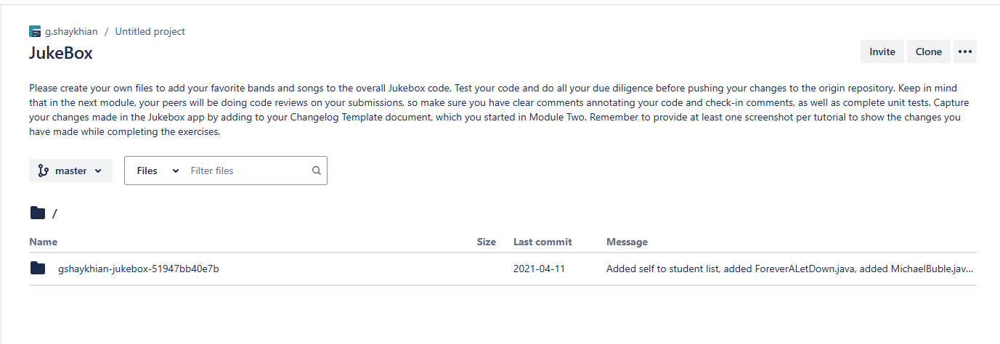 g.shaykhian / Untitled project
JukeBox
Invite Clone
Please create your own files to add your favorite bands and songs to the overall Jukebox code. Test your code and do all your due diligence before pushing your changes to the origin repository. Keep in mind
that in the next module, your peers will be doing code reviews on your submissions, so make sure you have clear comments annotating your code and check-in comments, as well as complete unit tests. Capture
your changes made in the Jukebox app by adding to your Changelog Template document, which you started in Module Two. Remember to provide at least one screenshot per tutorial to show the changes you
have made while completing the exercises.
master Files Filter files
/
Name Size Last commit Message
gshaykhian-jukebox-51947bb40e7b 2021-04-11 Added self to student list, added ForeverALetDown.java, added MichaelBuble.jav...